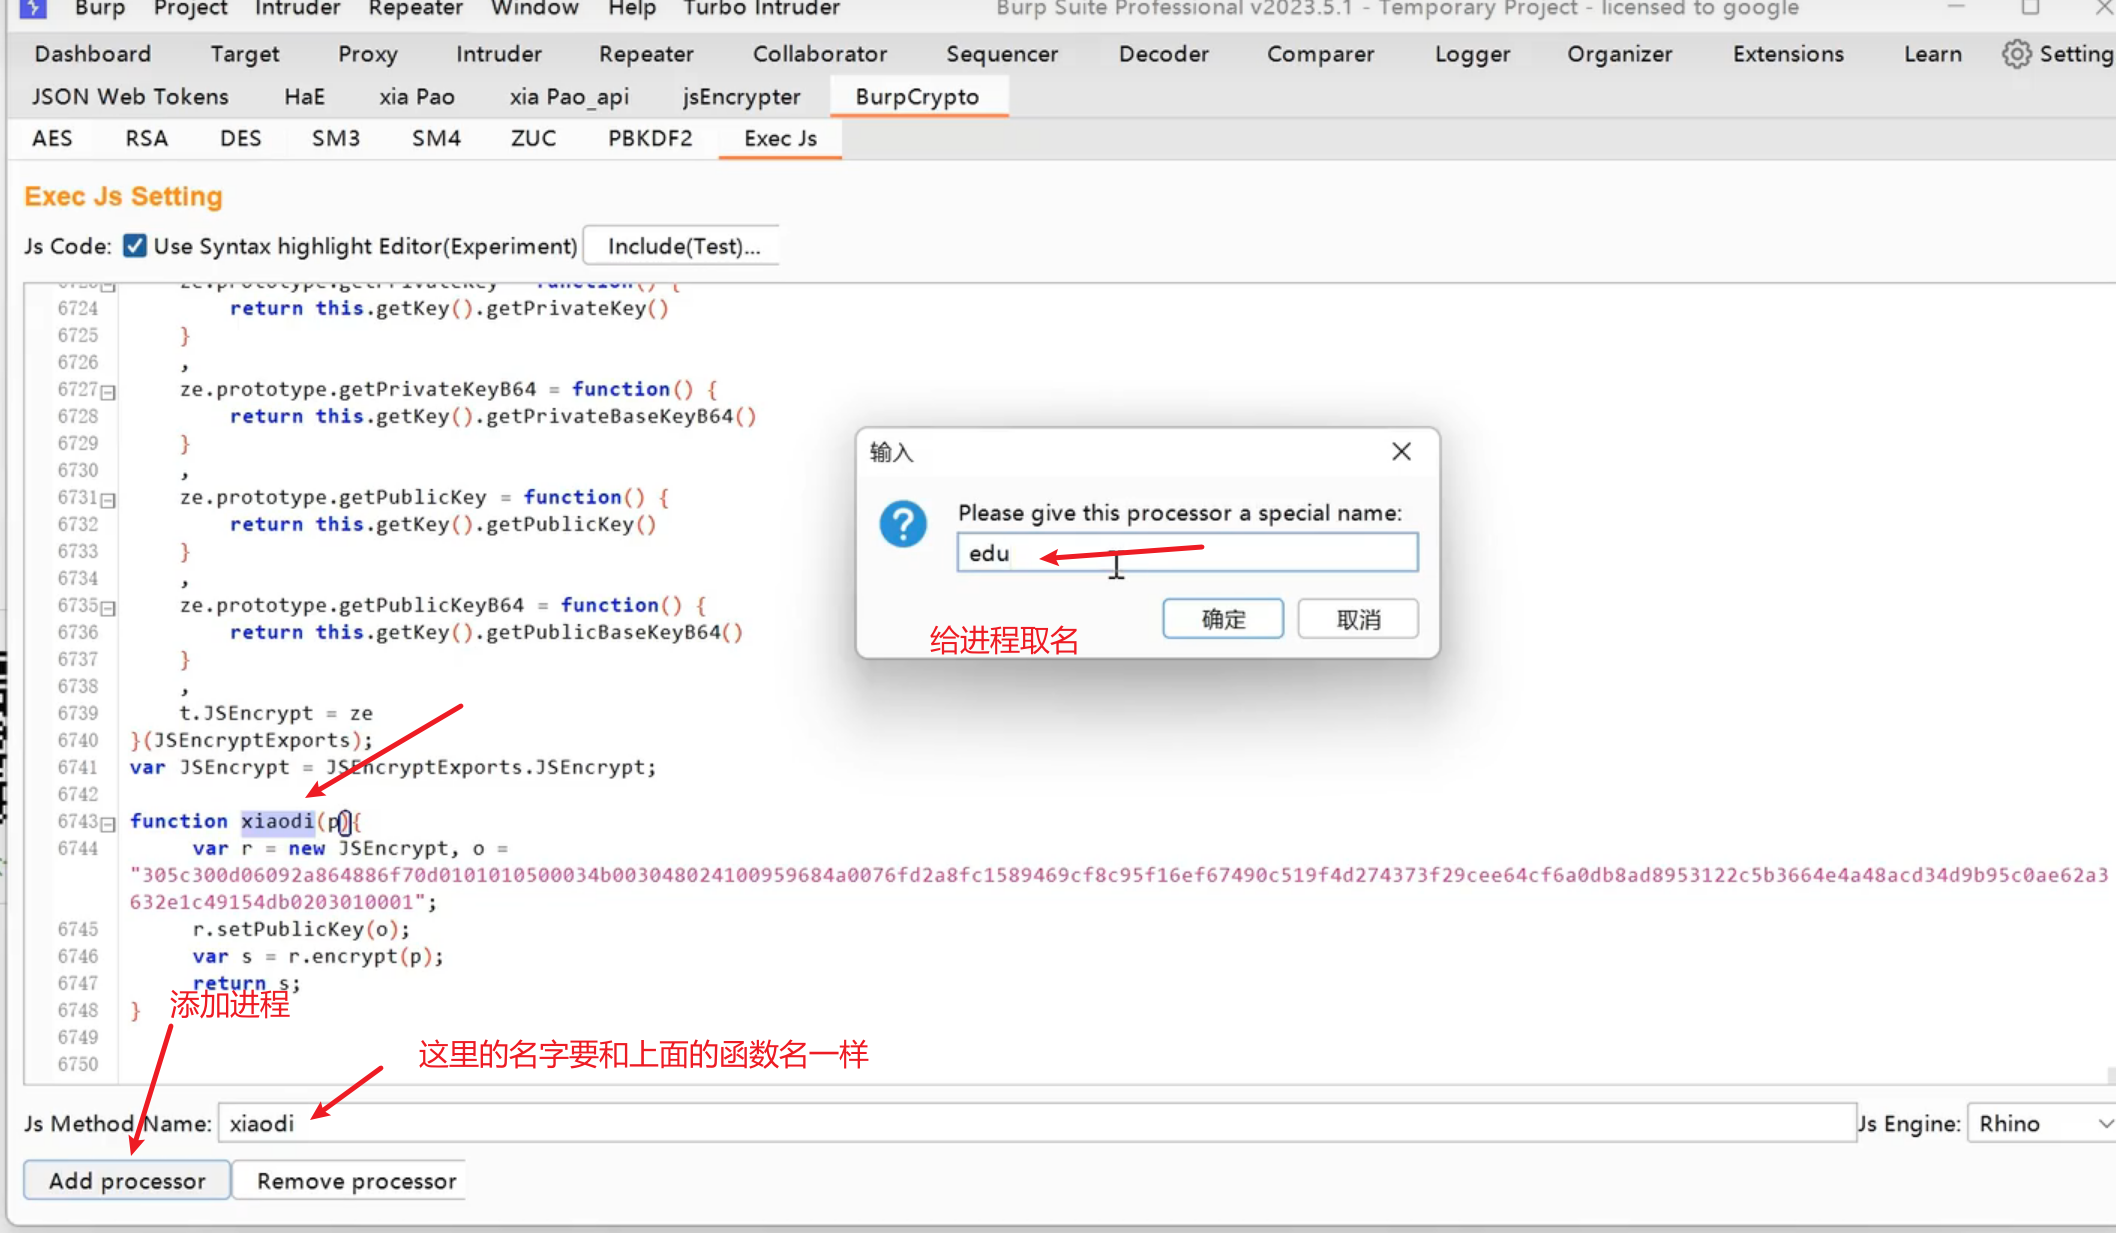 Burp Project Intruder Repeater Window Help Turbo Intruder Burp Suite Professional v2023.5.1 - Temporary Project - licensed to google
Dashboard Target Proxy Intruder Repeater Collaborator Sequencer Decoder Comparer Logger Organizer Extensions Learn Setting
JSON Web Tokens HaE xia Pao xia Pao_api jsEncrypter BurpCrypto
AES RSA DES SM3 SM4 ZUC PBKDF2 Exec Js
Exec Js Setting
Js Code: Use Syntax highlight Editor(Experiment) Include(Test)...
ze.prototype.getPrivateKey = function() {
6724 return this.getKey().getPrivateKey()
6725 }
6726 ,
6727 ze.prototype.getPrivateKeyB64 = function() {
6728 return this.getKey().getPrivateBaseKeyB64()
6729 }
6730 ,
6731 ze.prototype.getPublicKey = function() {
6732 return this.getKey().getPublicKey()
6733 }
6734 ,
6735 ze.prototype.getPublicKeyB64 = function() {
6736 return this.getKey().getPublicBaseKeyB64()
6737 }
6738 ,
6739 t.JSEncrypt = ze
6740 }(JSEncryptExports);
6741 var JSEncrypt = JSEncryptExports.JSEncrypt;
6742
6743 function xiaodi(p){
6744 var r = new JSEncrypt, o =
"305c300d06092a864886f70d0101010500034b003048024100959684a0076fd2a8fc1589469cf8c95f16ef67490c519f4d274373f29cee64cf6a0db8ad8953122c5b3664e4a48acd34d9b95c0ae62a3
632e1c49154db0203010001";
6745 r.setPublicKey(o);
6746 var s = r.encrypt(p);
6747 return s;
6748 }
6749
6750
输入
Please give this processor a special name:
edu
确定 取消
给进程取名
添加进程
这里的名字要和上面的函数名一样
Js Method Name: xiaodi Js Engine: Rhino
Add processor Remove processor